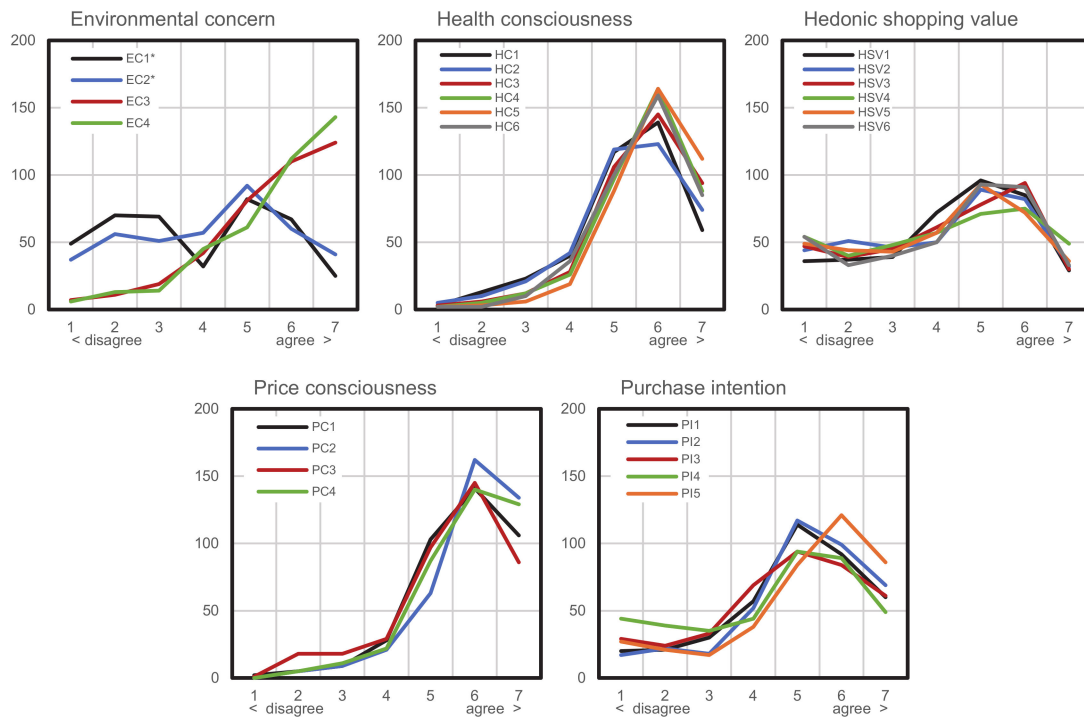 Environmental concern
200
150
100
50
0
EC1*
EC2*
EC3
EC4
1 2 3 4 5 6 7
< disagree agree >
Health consciousness
HC1
HC2
HC3
HC4
HC5
HC6
1 2 3 4 5 6 7
< disagree agree >
Hedonic shopping value
200
150
100
50
0
HSV1
HSV2
HSV3
HSV4
HSV5
HSV6
1 2 3 4 5 6 7
< disagree agree >
Price consciousness
200
150
100
50
0
PC1
PC2
PC3
PC4
1 2 3 4 5 6 7
< disagree agree >
Purchase intention
200
150
100
50
0
PI1
PI2
PI3
PI4
PI5
1 2 3 4 5 6 7
< disagree agree >